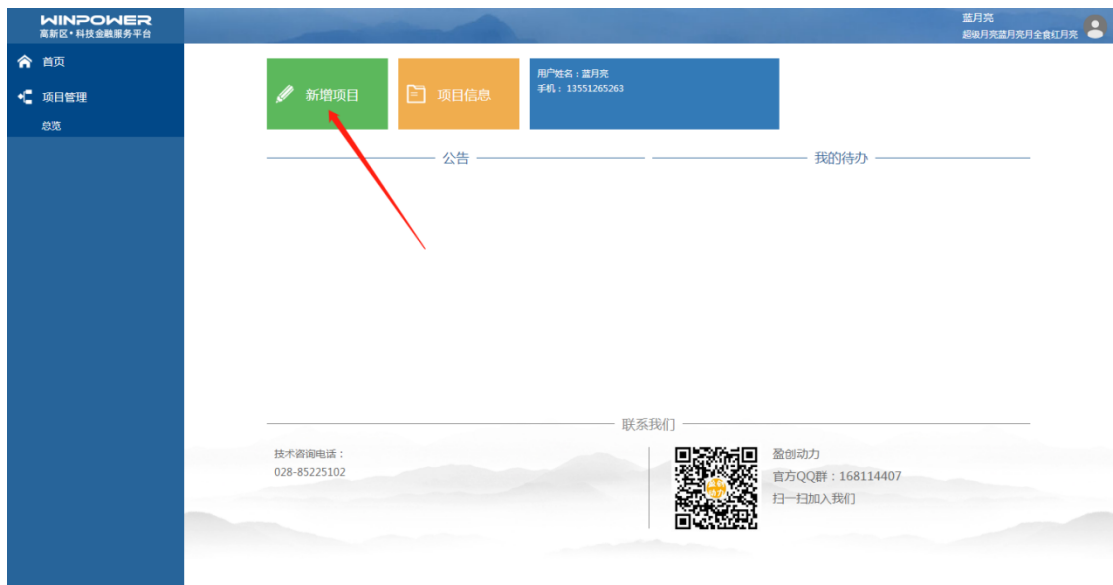 WINPOWER
高新区·科技金融服务平台
蓝月亮
超级月亮蓝月亮月全食红月亮
首页
项目管理
总览
新增项目
项目信息
用户姓名：蓝月亮
手机：13551265263
公告
我的待办
联系我们
技术咨询电话：
028-85225102
盈创动力
官方QQ群：168114407
扫一扫加入我们